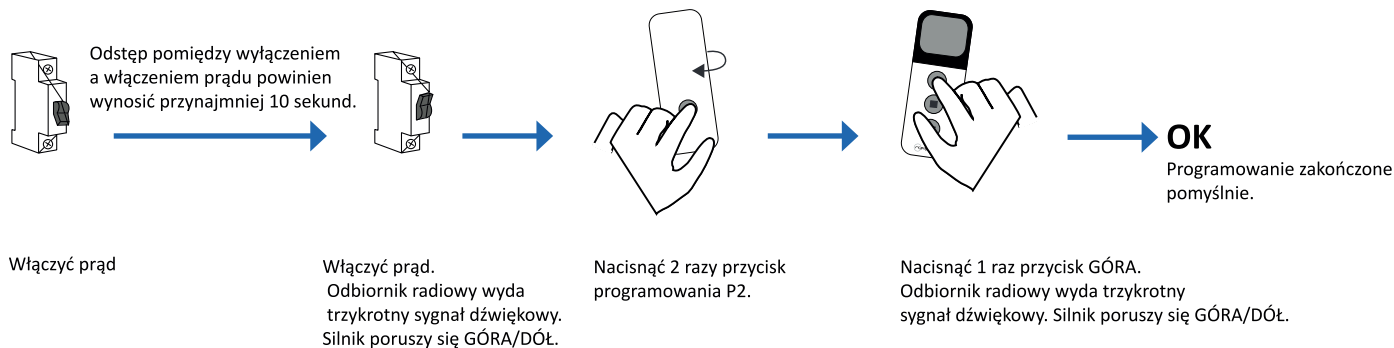 Odstęp pomiędzy wyłączeniem
a włączeniem prądu powinien
wynosić przynajmniej 10 sekund.
OK
Programowanie zakończone
pomyślnie.
Włączyć prąd
Włączyć prąd.
Odbiornik radiowy wyda
trzykrotny sygnał dźwiękowy.
Silnik poruszy się GÓRA/DÓŁ.
Nacisnąć 2 razy przycisk
programowania P2.
Nacisnąć 1 raz przycisk GÓRA.
Odbiornik radiowy wyda trzykrotny
sygnał dźwiękowy. Silnik poruszy się GÓRA/DÓŁ.